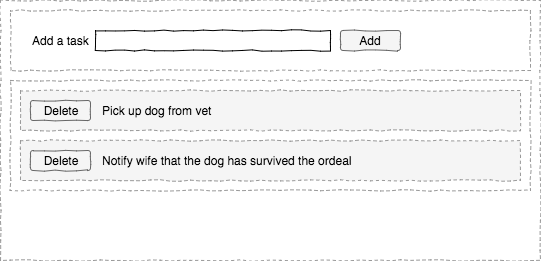 Add a task Add
Delete Pick up dog from vet
Delete Notify wife that the dog has survived the ordeal